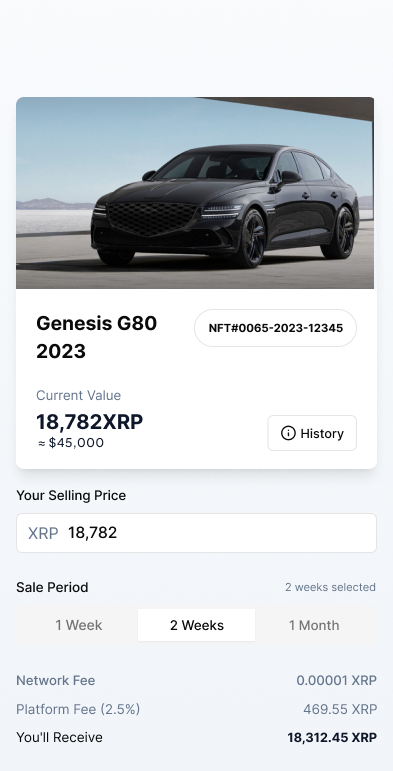 Genesis G80
2023
NFT#0065-2023-12345
Current Value
18,782XRP
≈ $45,000
History
Your Selling Price
XRP 18,782
Sale Period
2 weeks selected
1 Week 2 Weeks 1 Month
Network Fee 0.00001 XRP
Platform Fee (2.5%) 469.55 XRP
You'll Receive 18,312.45 XRP